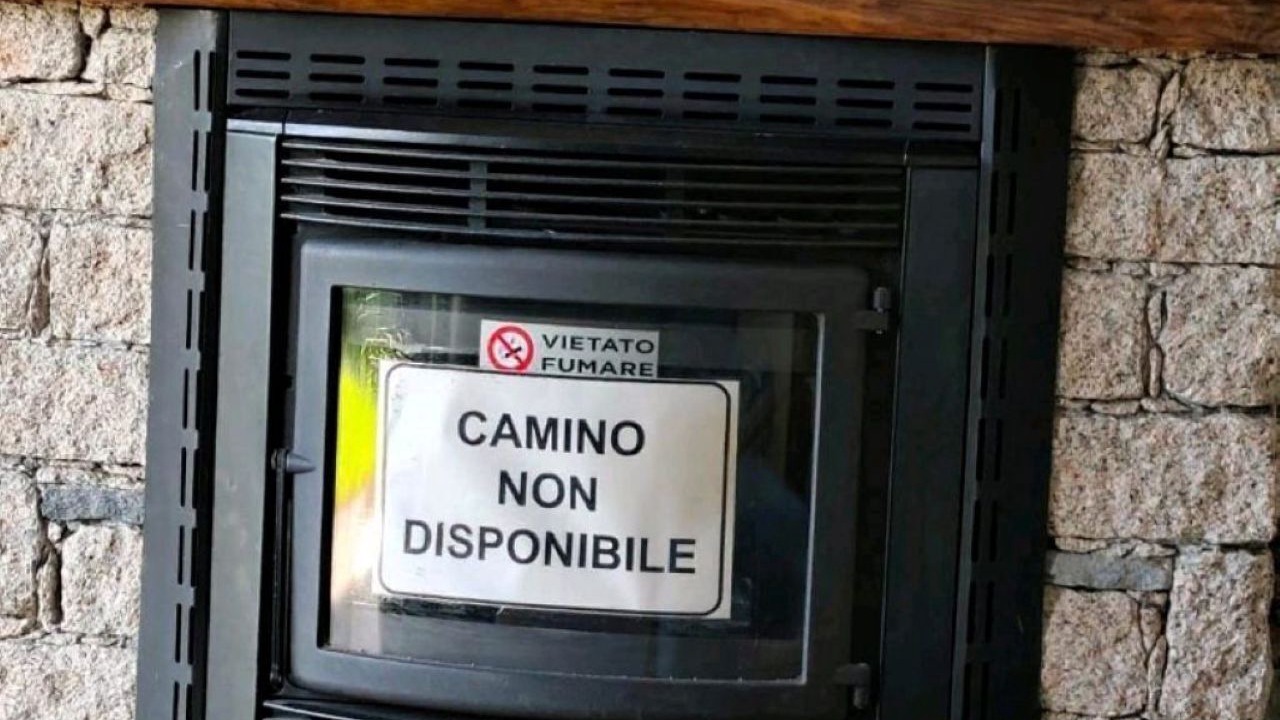 VIETATO
FUMARE
CAMINO
NON
DISPONIBILE